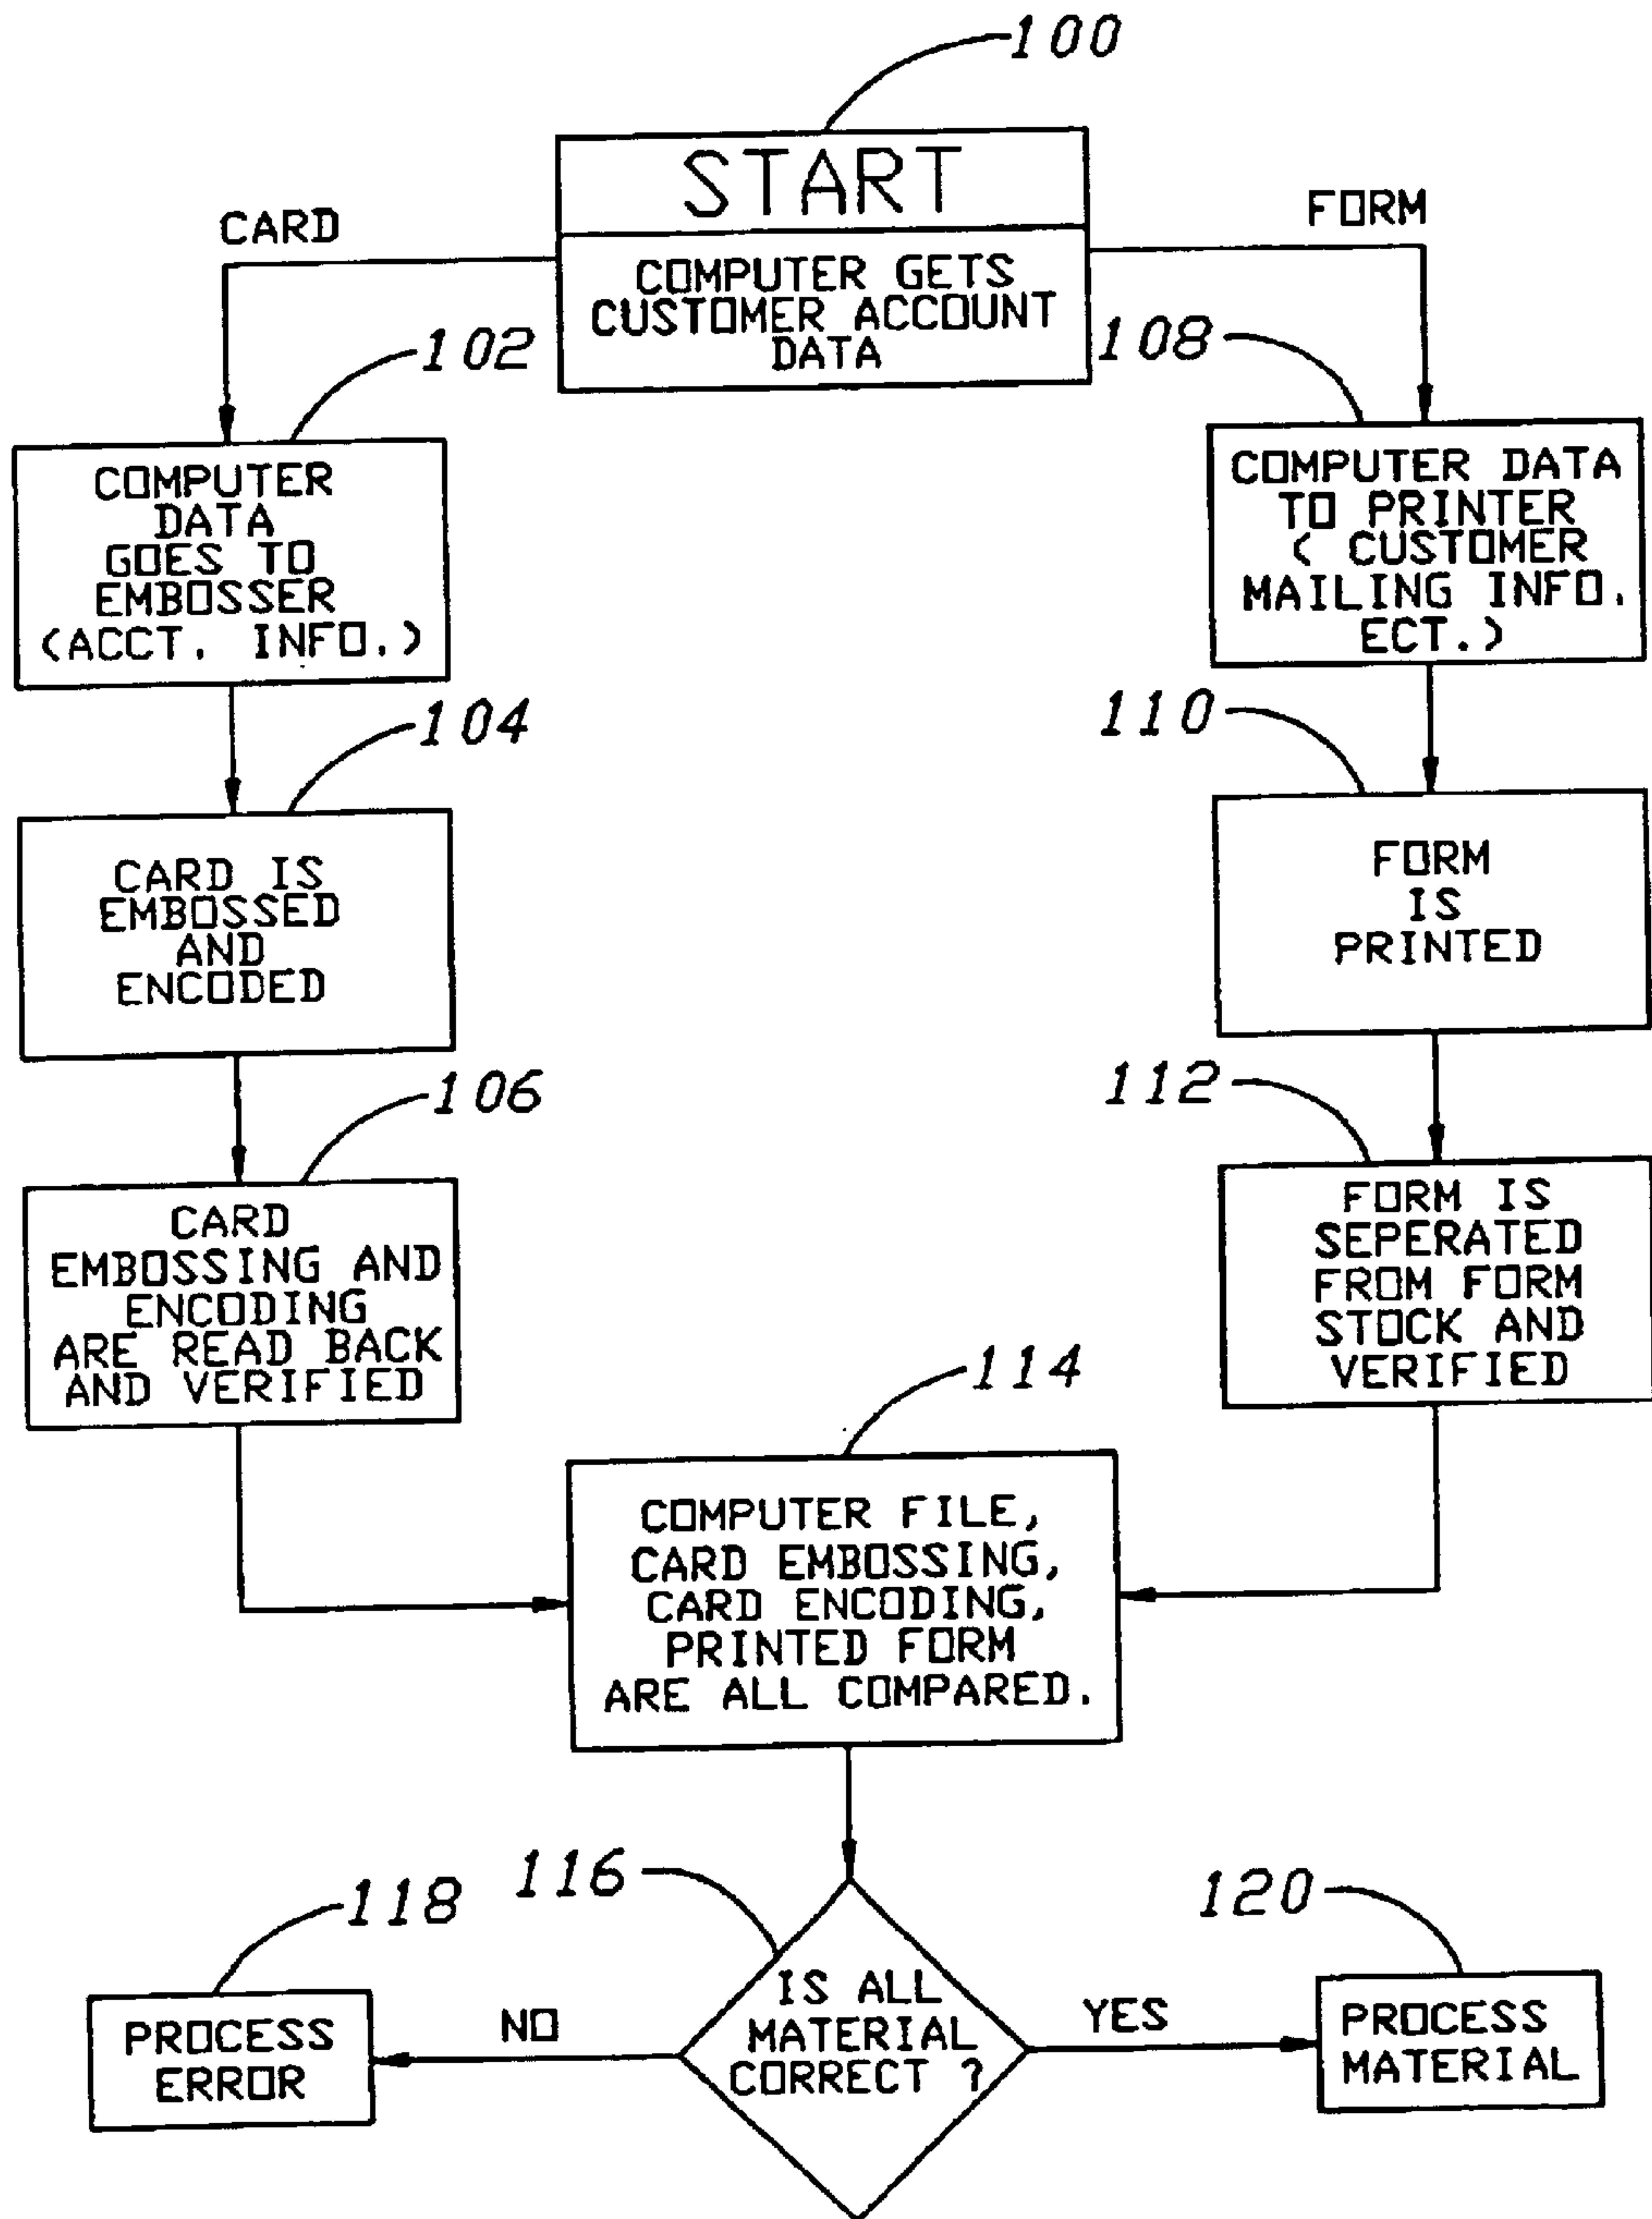 100
START
COMPUTER GETS
CUSTOMER ACCOUNT
DATA
CARD
FORM
102
COMPUTER
DATA
GOES TO
EMBOSSER
(ACCT. INFO.)
108
COMPUTER DATA
TO PRINTER
( CUSTOMER
MAILING INFO.
ECT.)
104
CARD IS
EMBOSSED
AND
ENCODED
110
FORM
IS
PRINTED
106
CARD
EMBOSSING AND
ENCODING
ARE READ BACK
AND VERIFIED
112
FORM IS
SEPERATED
FROM FORM
STOCK AND
VERIFIED
114
COMPUTER FILE,
CARD EMBOSSING,
CARD ENCODING,
PRINTED FORM
ARE ALL COMPARED.
116
IS ALL
MATERIAL
CORRECT ?
NO
118
PROCESS
ERROR
YES
120
PROCESS
MATERIAL